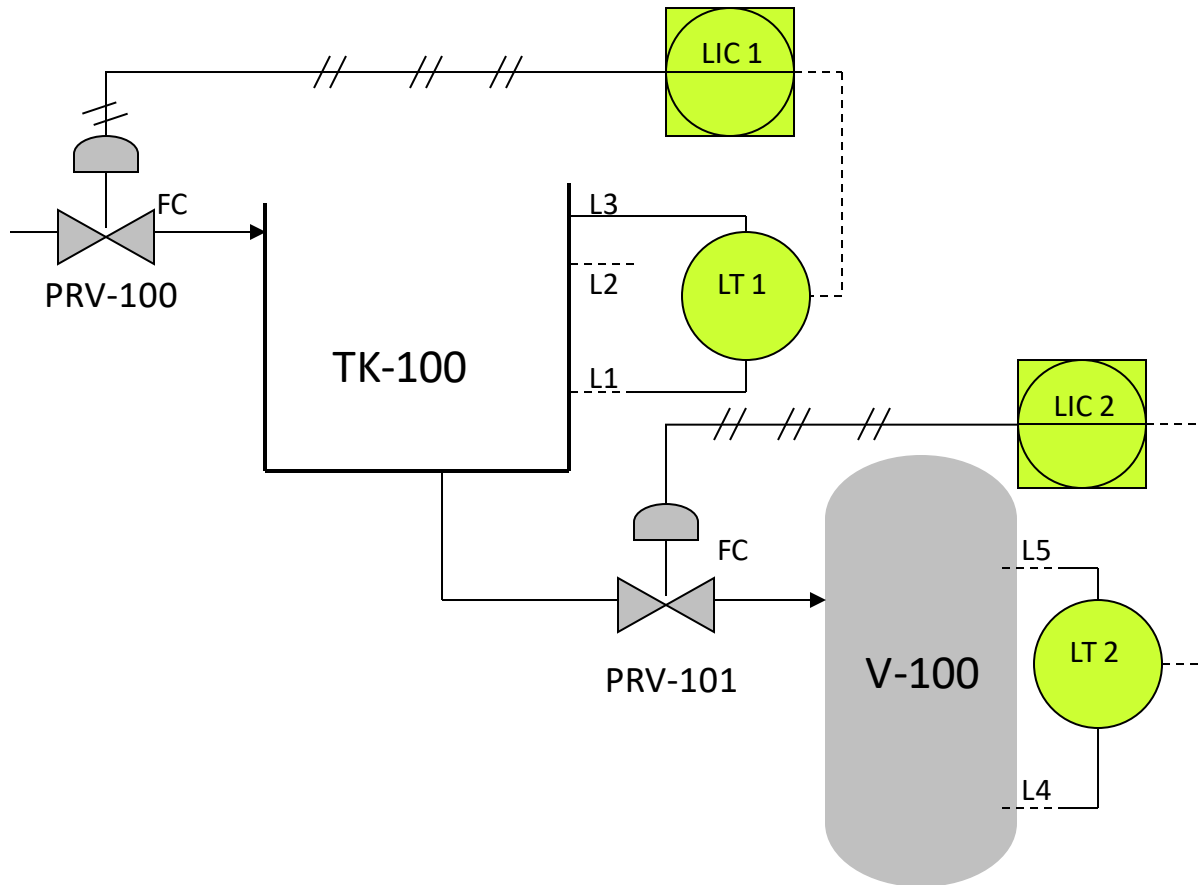 LIC 1
FC
L3
PRV-100
L2
LT 1
TK-100
L1
LIC 2
FC
L5
PRV-101
V-100
LT 2
L4